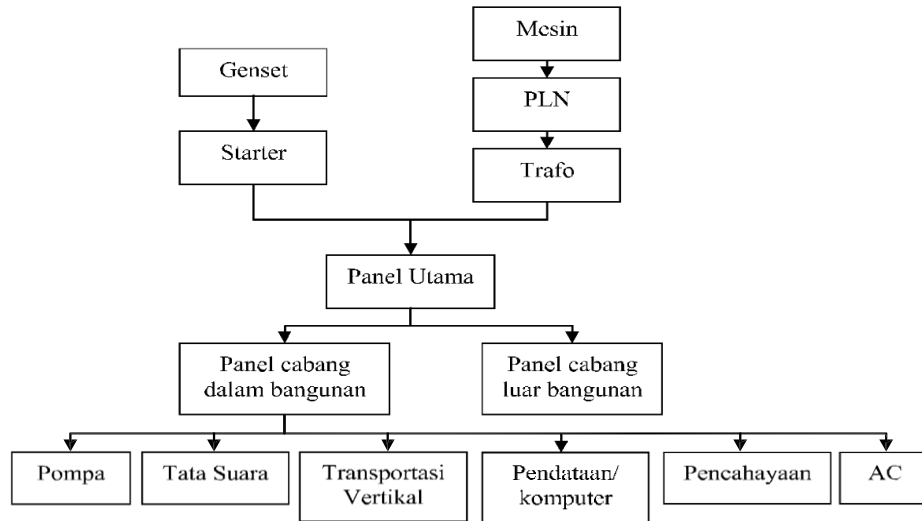 Mesin
Genset
PLN
Starter
Trafo
Panel Utama
Panel cabang
dalam bangunan
Panel cabang
luar bangunan
Pompa
Tata Suara
Transportasi
Vertikal
Pendataan/
komputer
Pencahayaan
AC